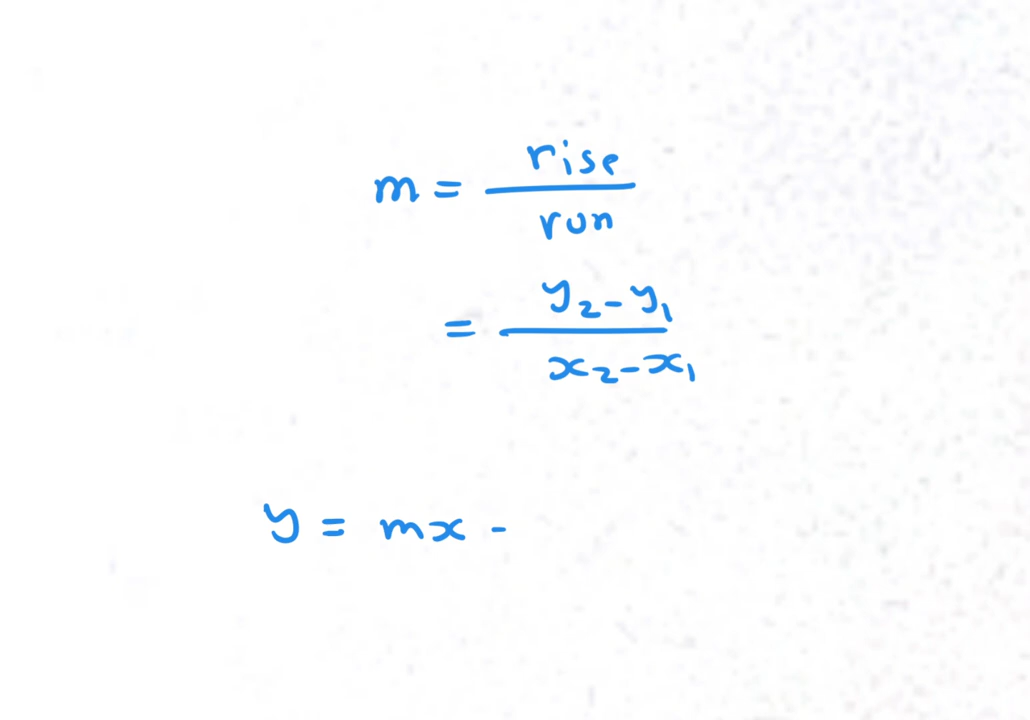 m = rise / run
= y₂ - y₁ / x₂ - x₁
y = mx -